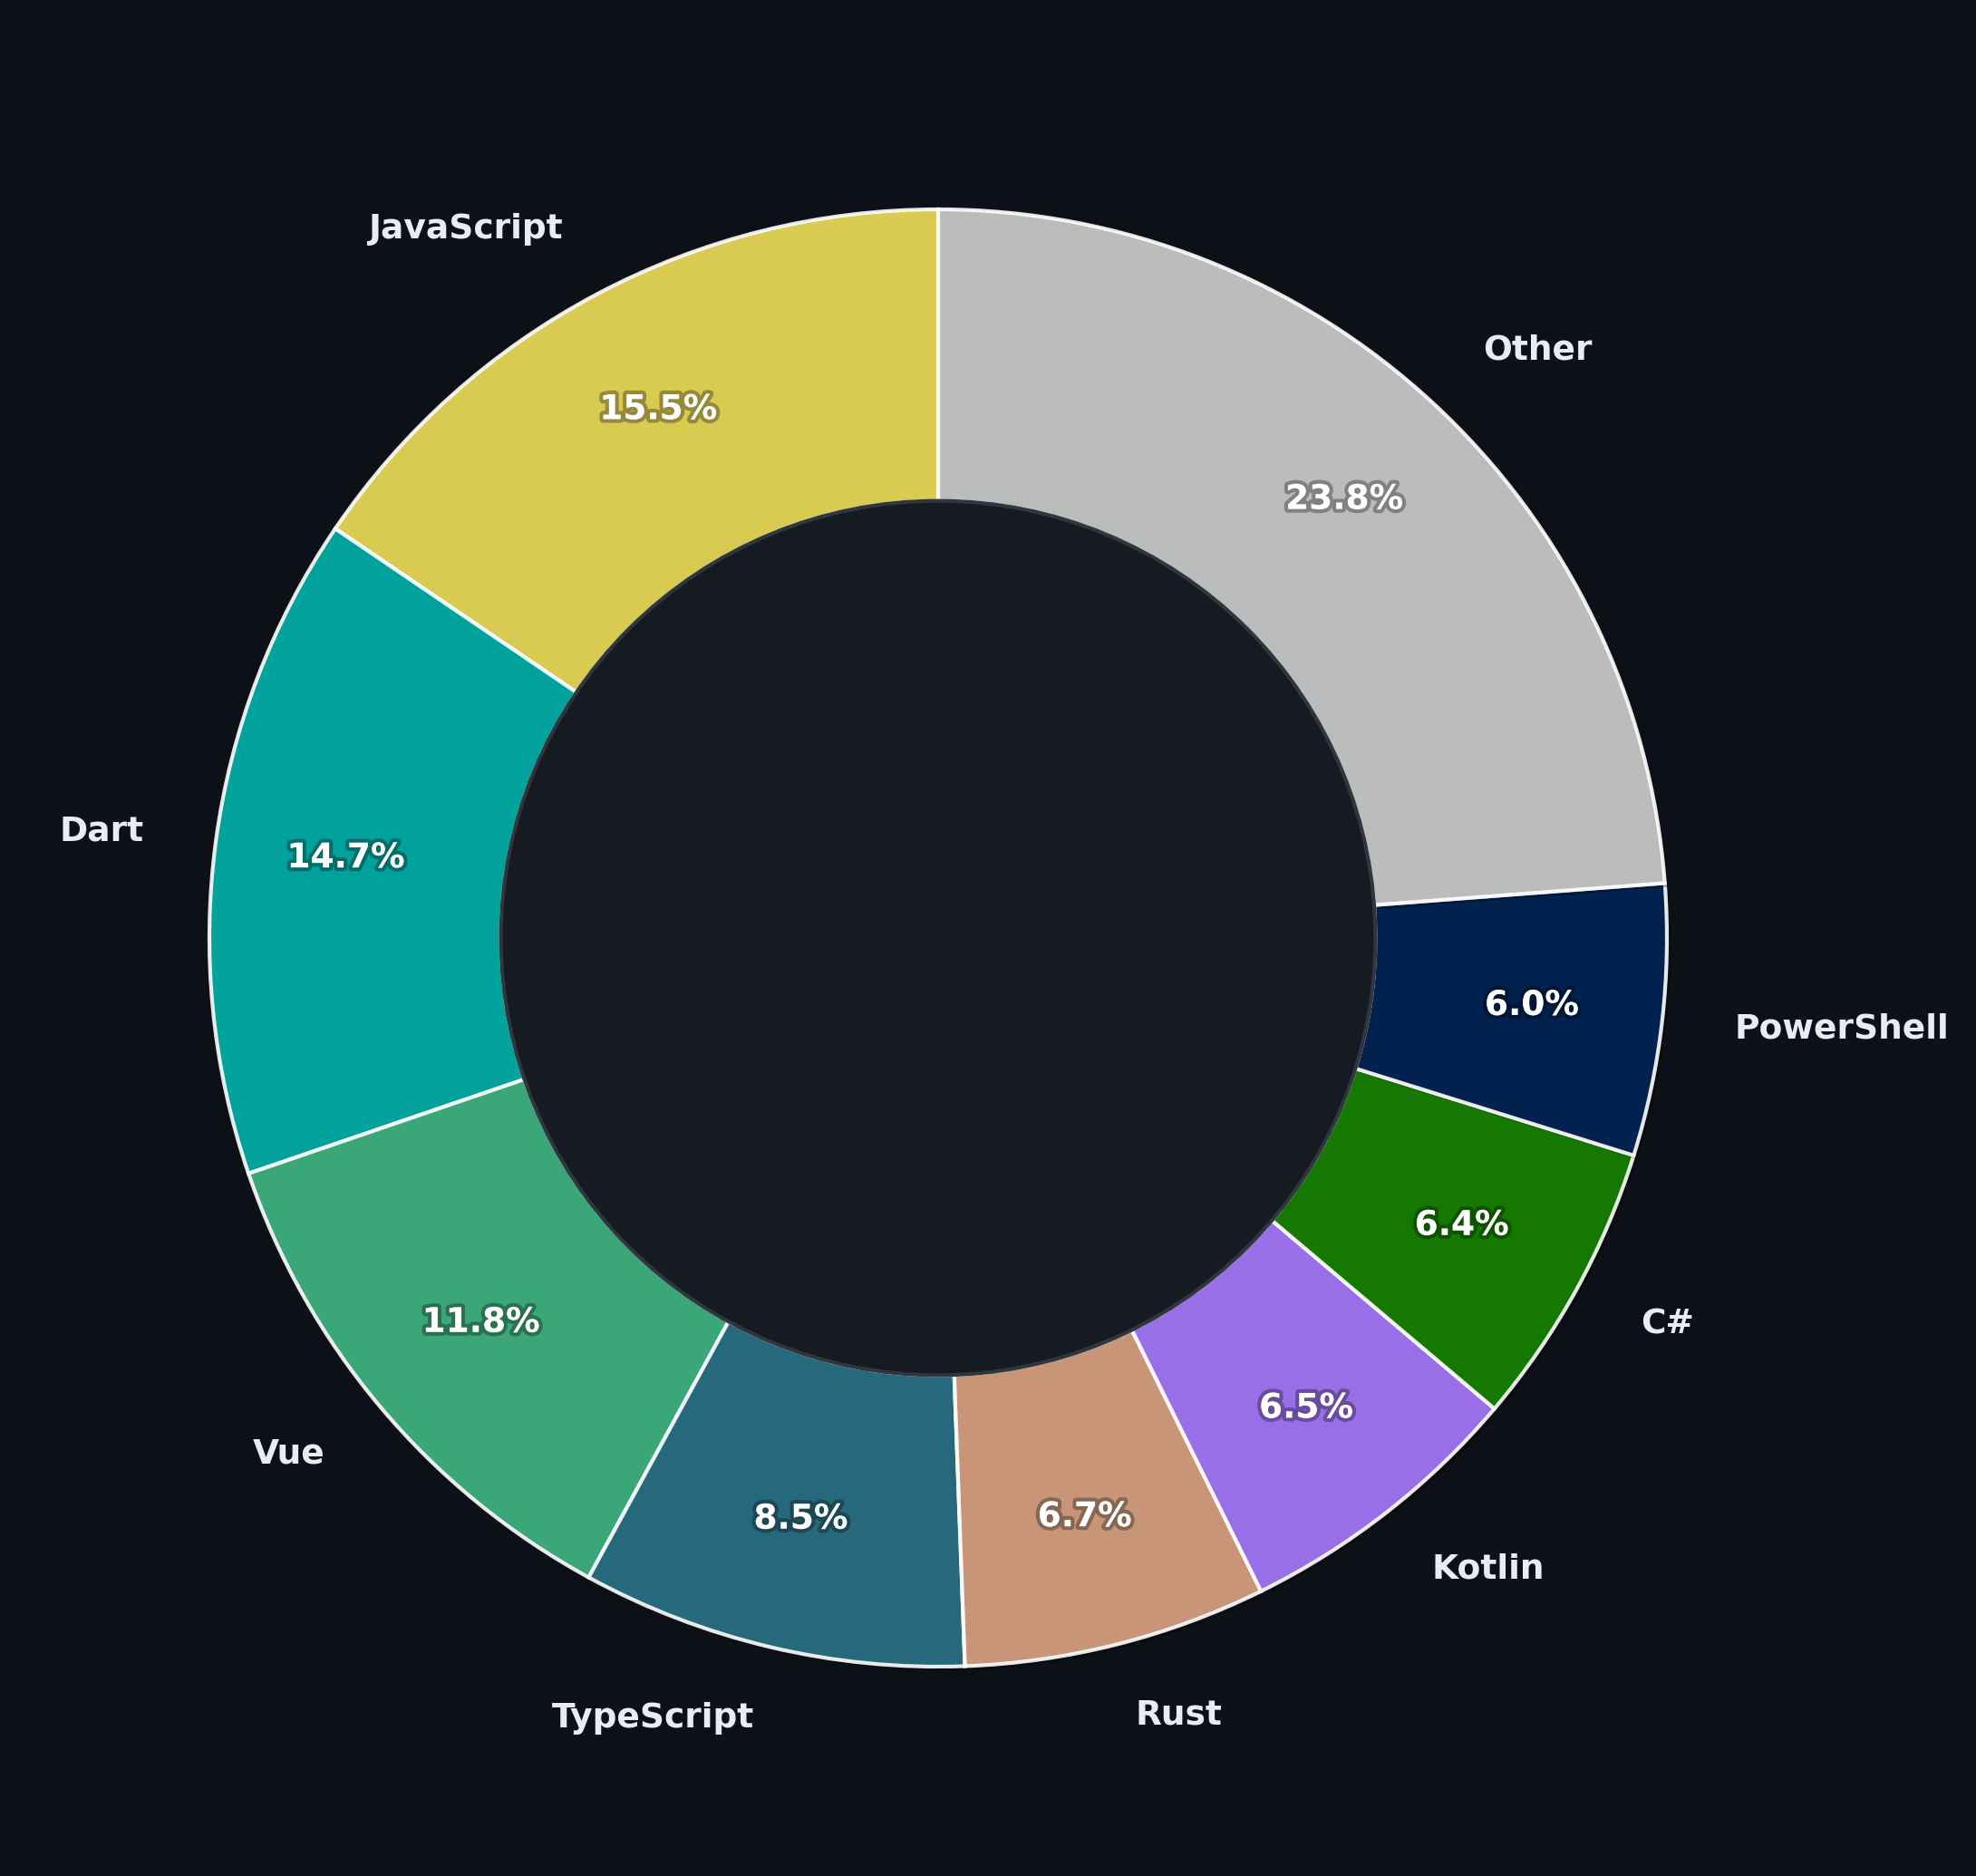 JavaScript
15.5%
Other
23.8%
Dart
14.7%
PowerShell
6.0%
C#
6.4%
Vue
11.8%
Kotlin
6.5%
TypeScript
8.5%
Rust
6.7%